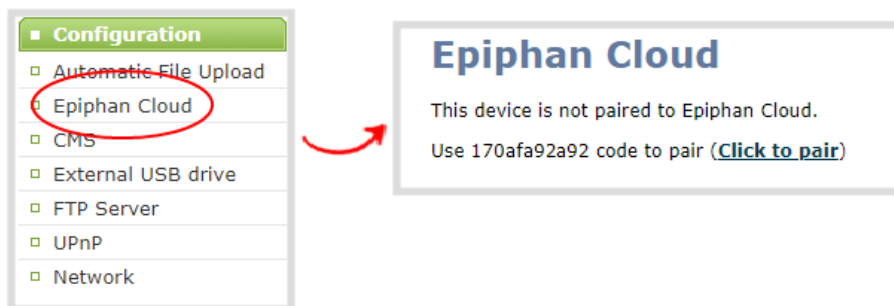 Configuration
Automatic File Upload
Epiphan Cloud
CMS
External USB drive
FTP Server
UPnP
Network
Epiphan Cloud
This device is not paired to Epiphan Cloud.
Use 170afa92a92 code to pair (Click to pair)